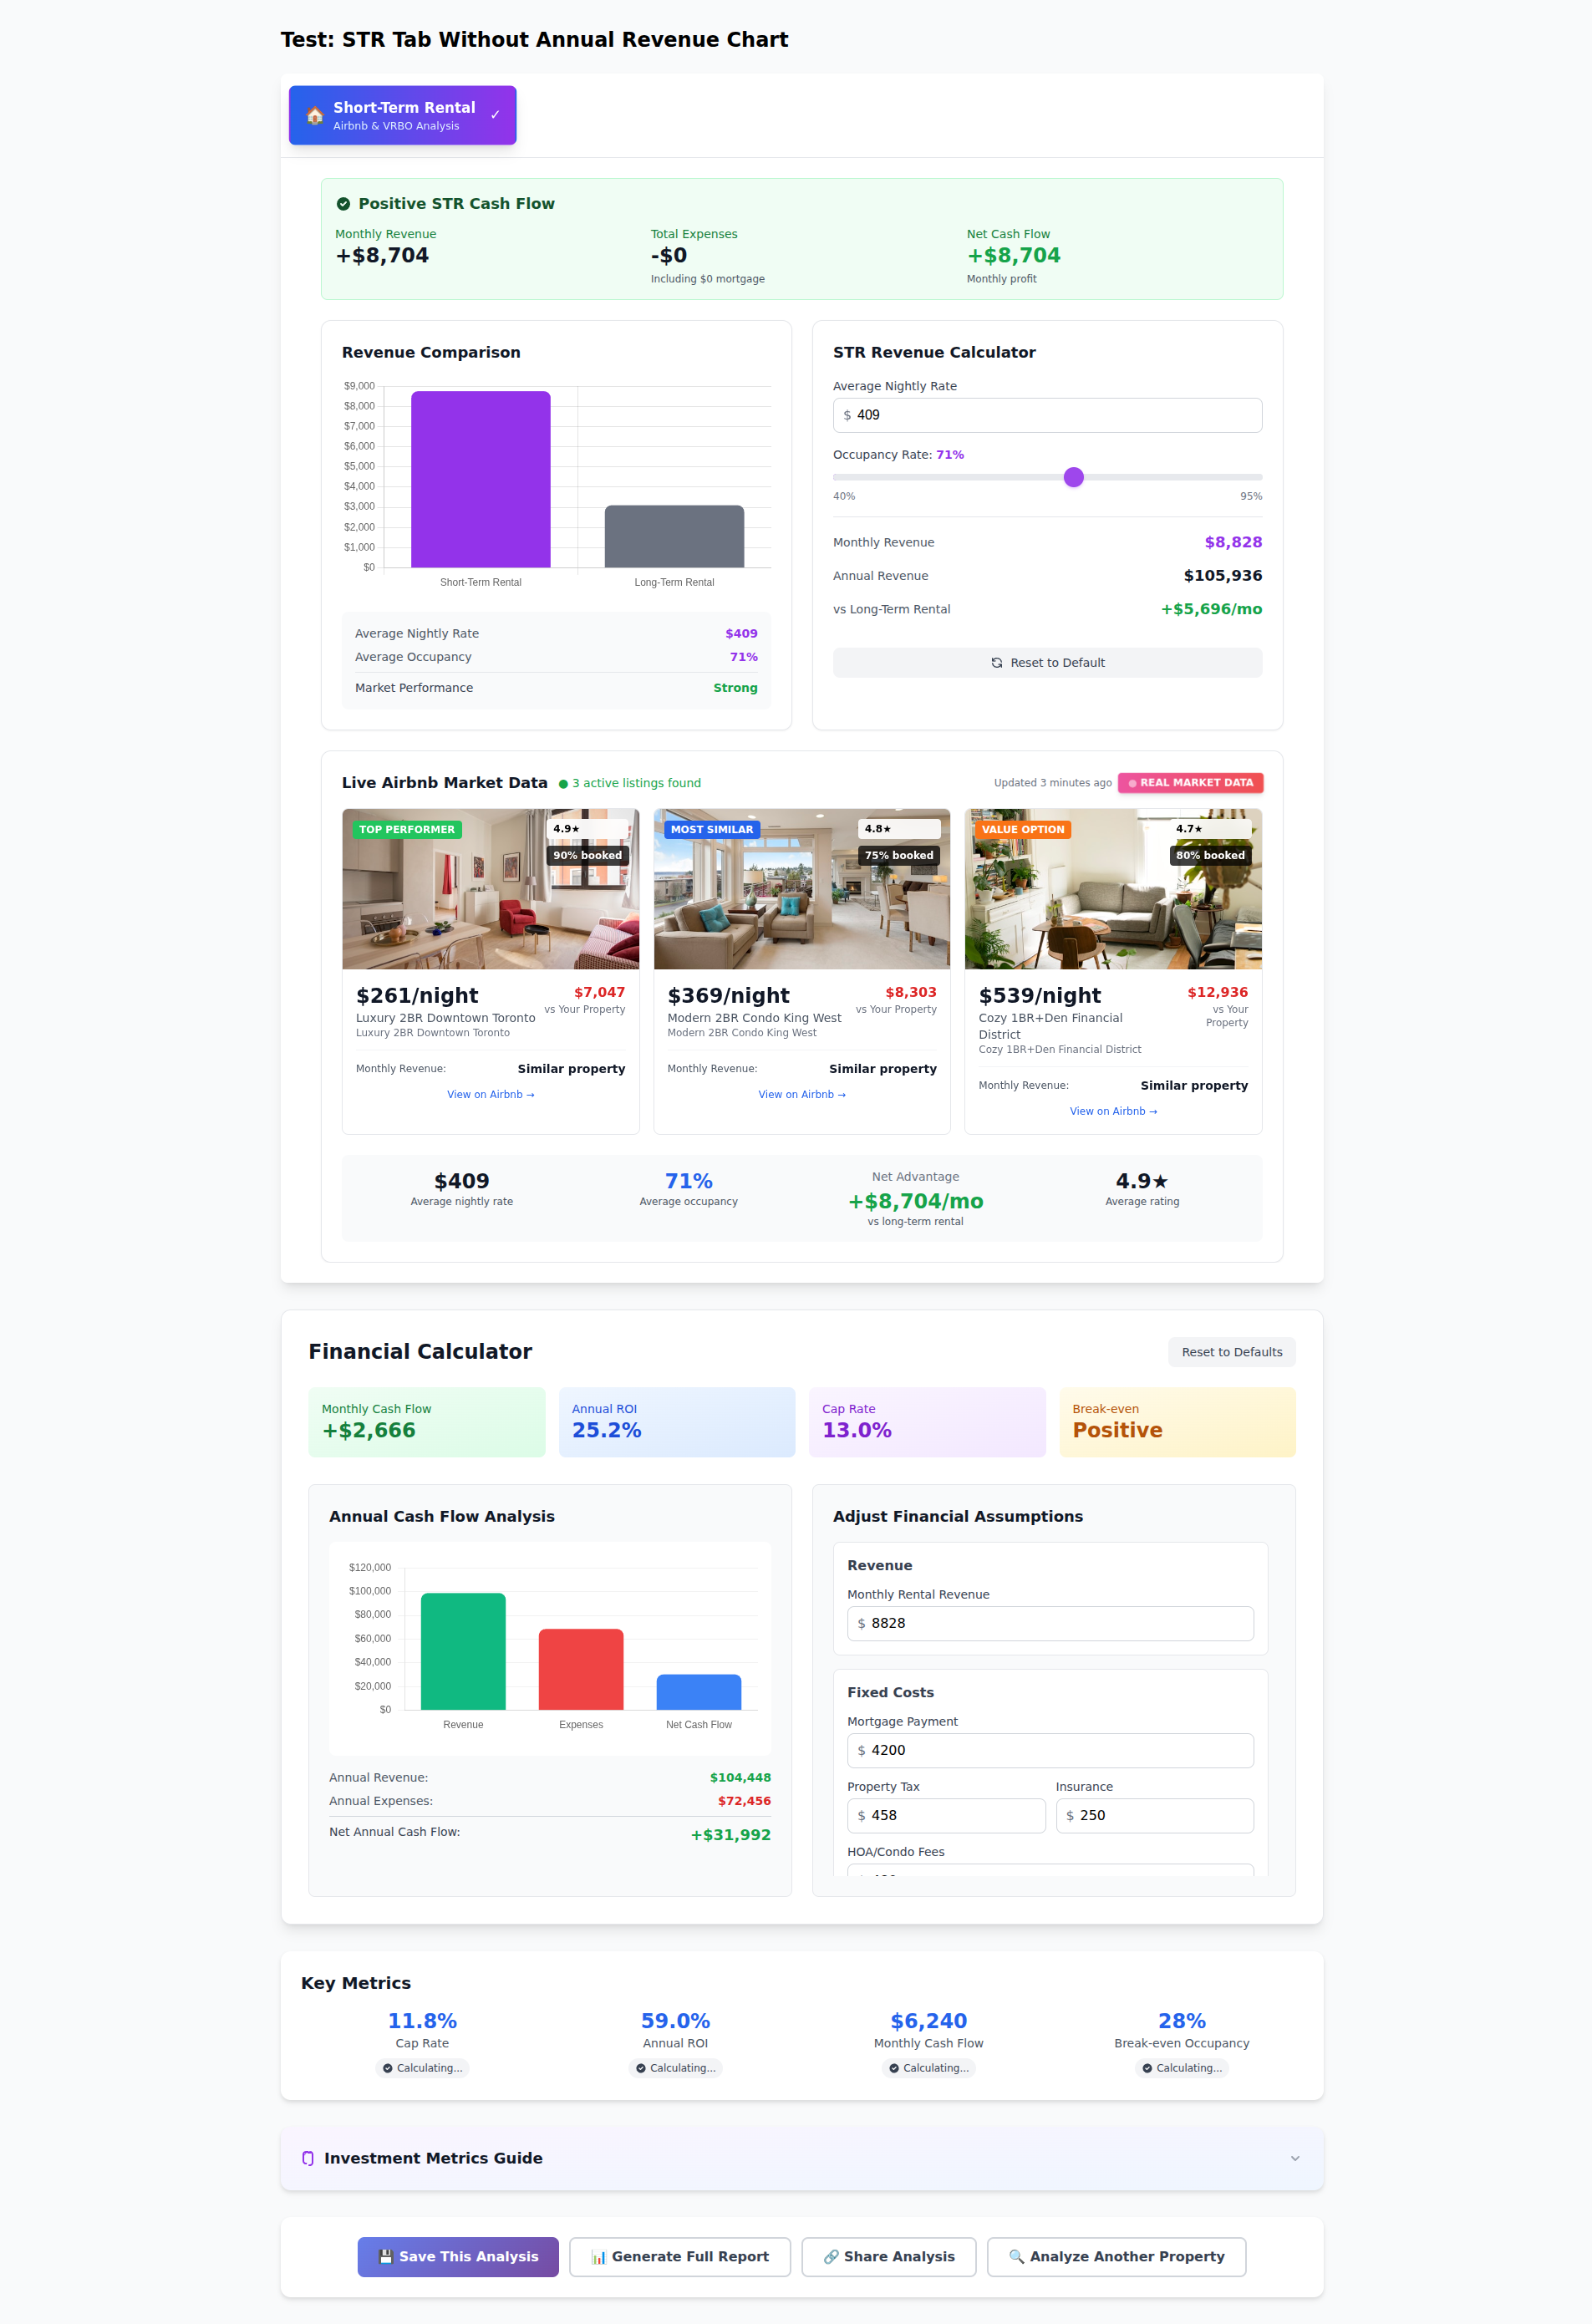 Test: STR Tab Without Annual Revenue Chart
🏠 Short-Term Rental ✓
Airbnb & VRBO Analysis
Positive STR Cash Flow
Monthly Revenue
+$8,704
Total Expenses
-$0
Including $0 mortgage
Net Cash Flow
+$8,704
Monthly profit
Revenue Comparison
$9,000
$8,000
$7,000
$6,000
$5,000
$4,000
$3,000
$2,000
$1,000
$0
Short-Term Rental
Long-Term Rental
Average Nightly Rate $409
Average Occupancy 71%
Market Performance Strong
STR Revenue Calculator
Average Nightly Rate
$ 409
Occupancy Rate: 71%
40% 95%
Monthly Revenue $8,828
Annual Revenue $105,936
vs Long-Term Rental +$5,696/mo
Reset to Default
Live Airbnb Market Data ● 3 active listings found
Updated 3 minutes ago
REAL MARKET DATA
TOP PERFORMER
4.9★
90% booked
$261/night
$7,047
Luxury 2BR Downtown Toronto
vs Your Property
Luxury 2BR Downtown Toronto
Monthly Revenue: Similar property
View on Airbnb →
MOST SIMILAR
4.8★
75% booked
$369/night
$8,303
Modern 2BR Condo King West
vs Your Property
Modern 2BR Condo King West
Monthly Revenue: Similar property
View on Airbnb →
VALUE OPTION
4.7★
80% booked
$539/night
$12,936
Cozy 1BR+Den Financial
District
vs Your
Property
Cozy 1BR+Den Financial District
Monthly Revenue: Similar property
View on Airbnb →
$409
Average nightly rate
71%
Average occupancy
Net Advantage
+$8,704/mo
vs long-term rental
4.9★
Average rating
Financial Calculator
Reset to Defaults
Monthly Cash Flow
+$2,666
Annual ROI
25.2%
Cap Rate
13.0%
Break-even
Positive
Annual Cash Flow Analysis
$120,000
$100,000
$80,000
$60,000
$40,000
$20,000
$0
Revenue
Expenses
Net Cash Flow
Annual Revenue: $104,448
Annual Expenses: $72,456
Net Annual Cash Flow: +$31,992
Adjust Financial Assumptions
Revenue
Monthly Rental Revenue
$ 8828
Fixed Costs
Mortgage Payment
$ 4200
Property Tax
$ 458
Insurance
$ 250
HOA/Condo Fees
Key Metrics
11.8%
Cap Rate
Calculating...
59.0%
Annual ROI
Calculating...
$6,240
Monthly Cash Flow
Calculating...
28%
Break-even Occupancy
Calculating...
Investment Metrics Guide
💾 Save This Analysis
📊 Generate Full Report
🔗 Share Analysis
🔍 Analyze Another Property